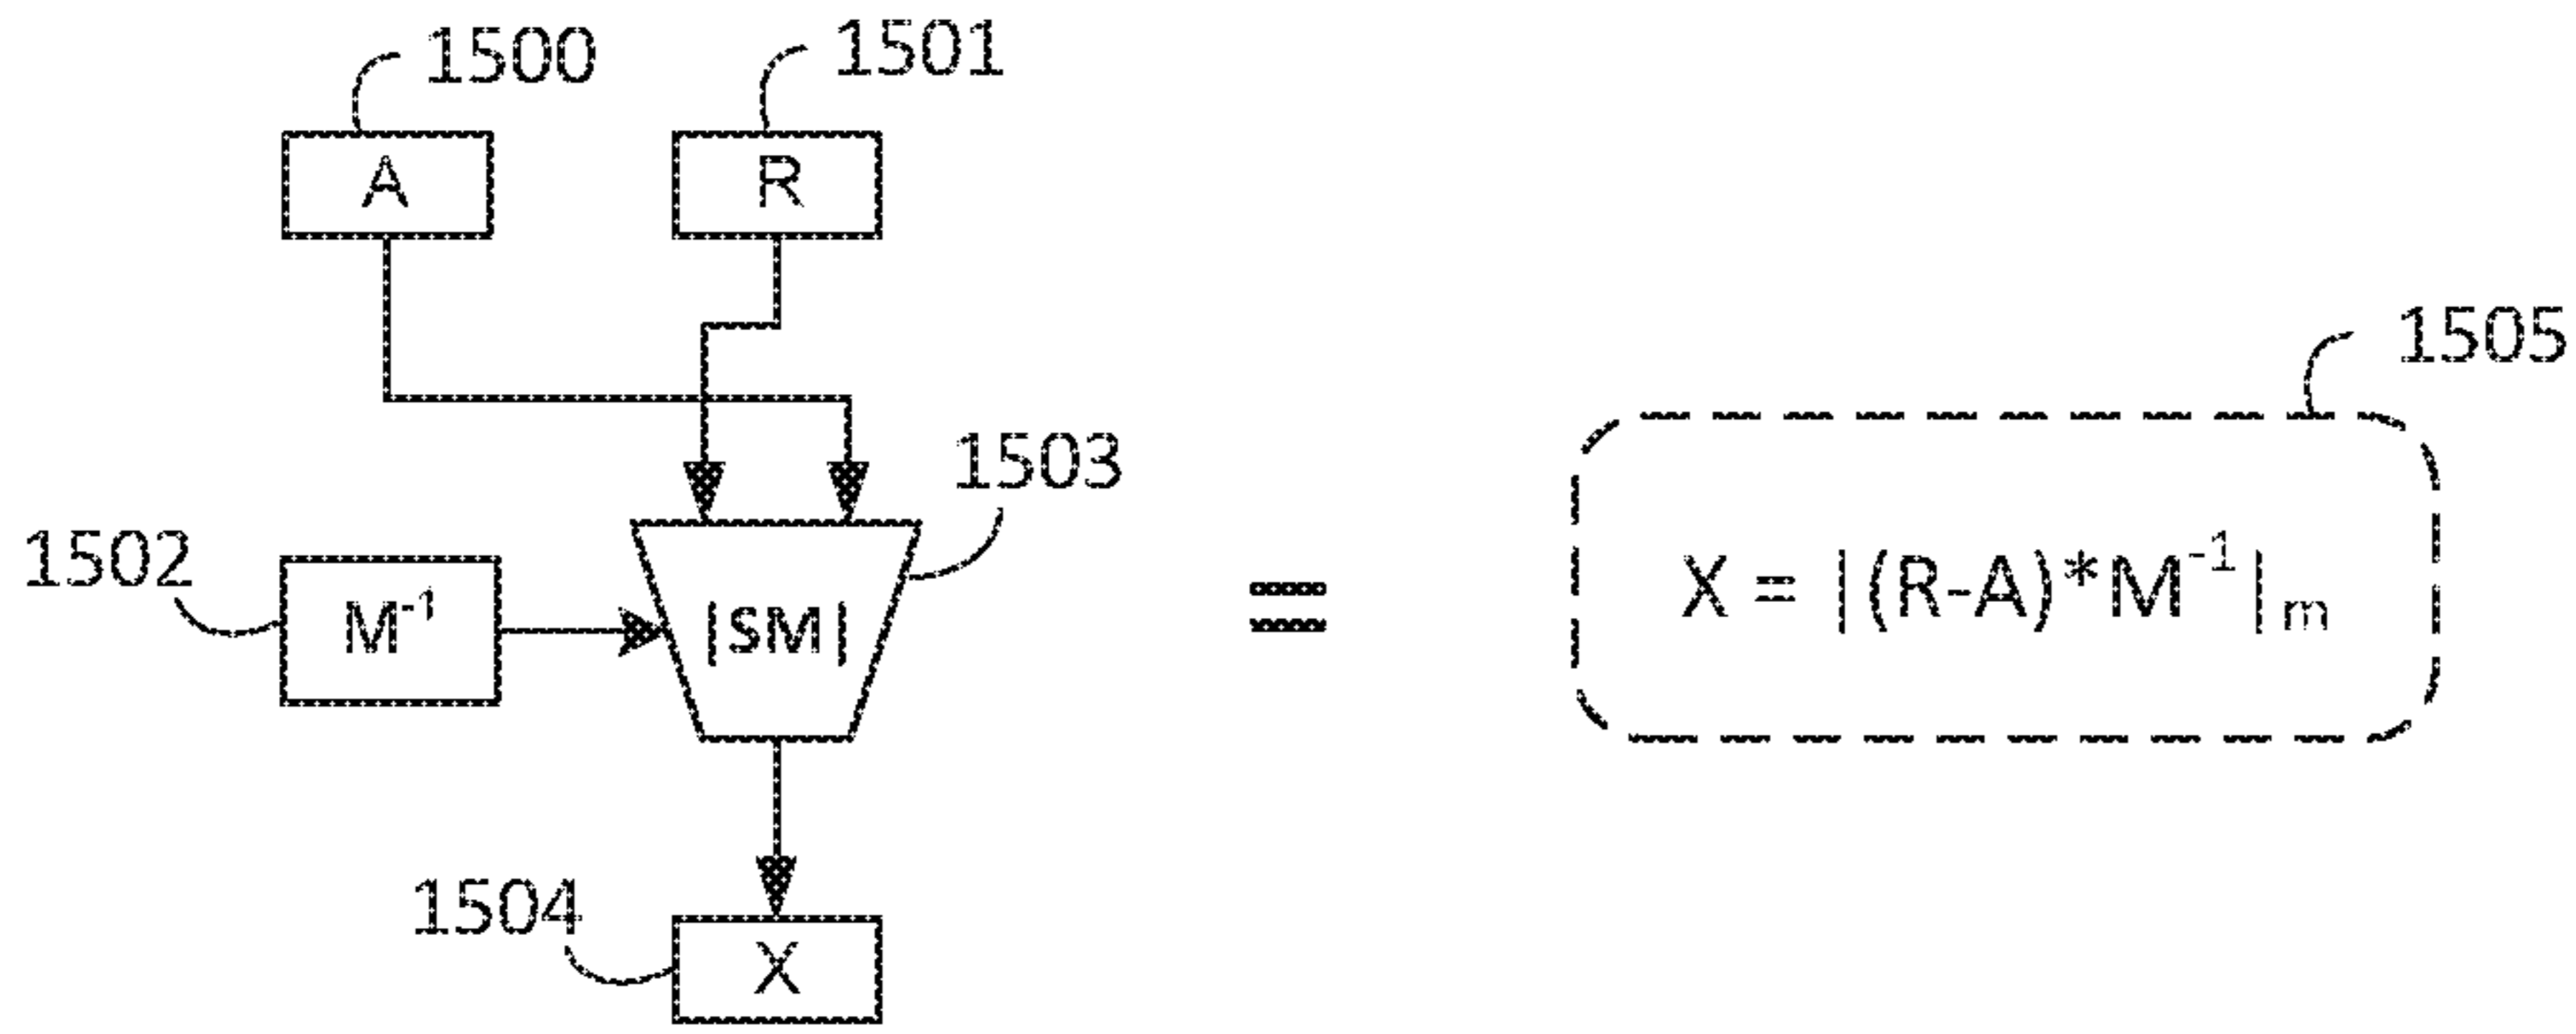 1500
1501
A
R
1505
1503
1502
M⁻¹
|SM|
=
X = |(R-A)*M⁻¹|ₘ
1504
X